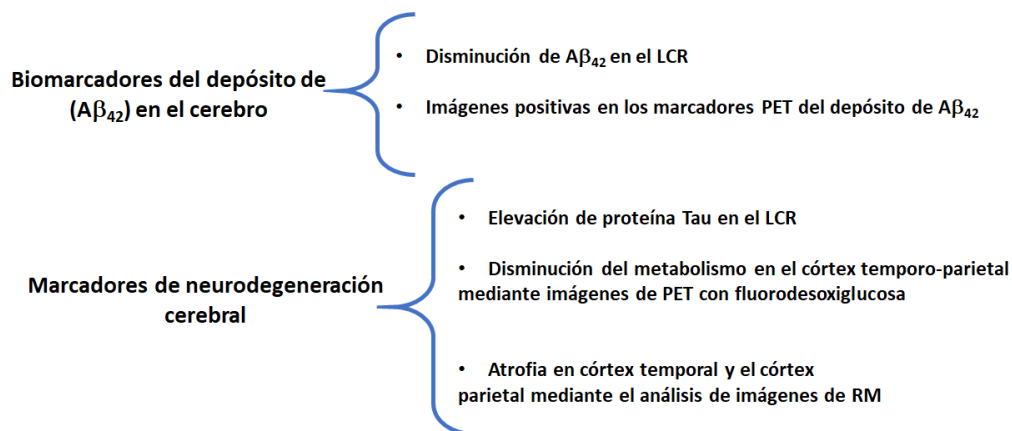 Biomarcadores del depósito de
(Aβ₄₂) en el cerebro
• Disminución de Aβ₄₂ en el LCR
• Imágenes positivas en los marcadores PET del depósito de Aβ₄₂
Marcadores de neurodegeneración
cerebral
• Elevación de proteína Tau en el LCR
• Disminución del metabolismo en el córtex temporo-parietal
mediante imágenes de PET con fluorodesoxiglucosa
• Atrofia en córtex temporal y el córtex
parietal mediante el análisis de imágenes de RM